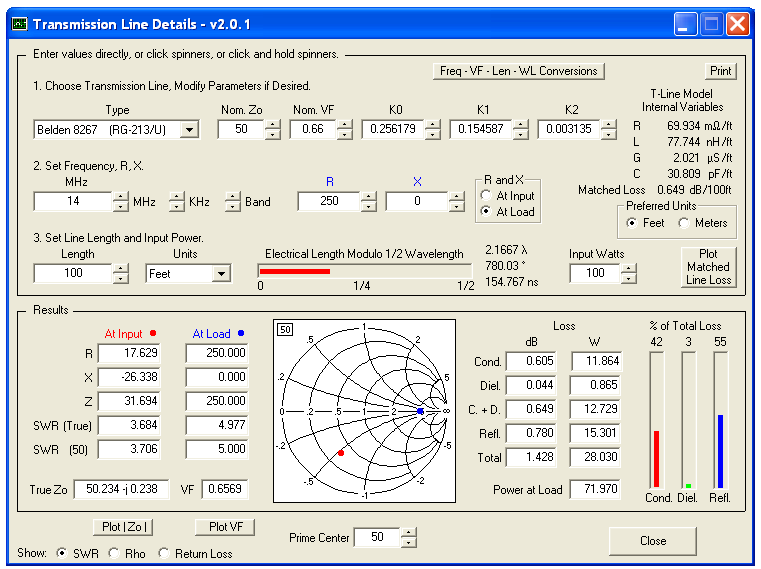 Transmission Line Details - v2.0.1
Enter values directly, or click spinners, or click and hold spinners.
Freq - VF - Len - WL Conversions
Print
1. Choose Transmission Line, Modify Parameters if Desired.
Type Nom. Zo Nom. VF K0 K1 K2
Belden 8267 (RG-213/U) 50 0.66 0.256179 0.154587 0.003135
T-Line Model
Internal Variables
R 69.934 mΩ/ft
L 77.744 nH/ft
G 2.021 µS/ft
C 30.809 pF/ft
Matched Loss 0.649 dB/100ft
2. Set Frequency, R, X.
MHz R X
14 MHz KHz Band 250 0
R and X
At Input
At Load
Preferred Units
Feet Meters
3. Set Line Length and Input Power.
Length Units Electrical Length Modulo 1/2 Wavelength
100 Feet
0 1/4 1/2
2.1667 λ
780.03 °
154.767 ns
Input Watts
100
Plot
Matched
Line Loss
Results
At Input At Load
R 17.629 250.000
X -26.338 0.000
Z 31.694 250.000
SWR (True) 3.684 4.977
SWR (50) 3.706 5.000
True Zo 50.234 -j 0.238 VF 0.6569
50
.5 1 2
.2 5
0 .2 .5 1 2 5 ∞
-.2 -5
-.5 -1 -2
Loss
dB W
Cond. 0.605 11.864
Diel. 0.044 0.865
C. + D. 0.649 12.729
Refl. 0.780 15.301
Total 1.428 28.030
Power at Load 71.970
% of Total Loss
42 3 55
Cond. Diel. Refl.
Plot |Zo| Plot VF
Prime Center 50
Close
Show: SWR Rho Return Loss